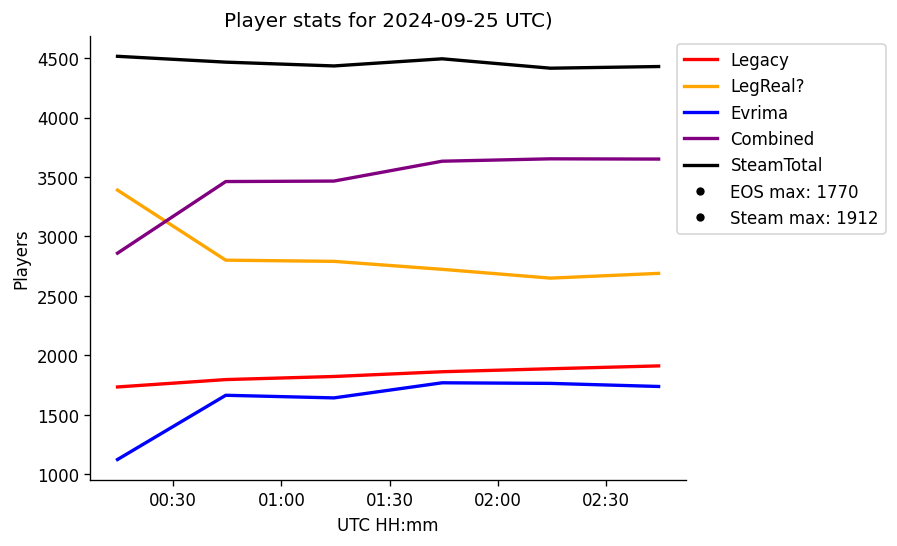 Player stats for 2024-09-25 UTC)
Legacy
LegReal?
Evrima
Combined
SteamTotal
EOS max: 1770
Steam max: 1912
Players
4500
4000
3500
3000
2500
2000
1500
1000
00:30 01:00 01:30 02:00 02:30
UTC HH:mm